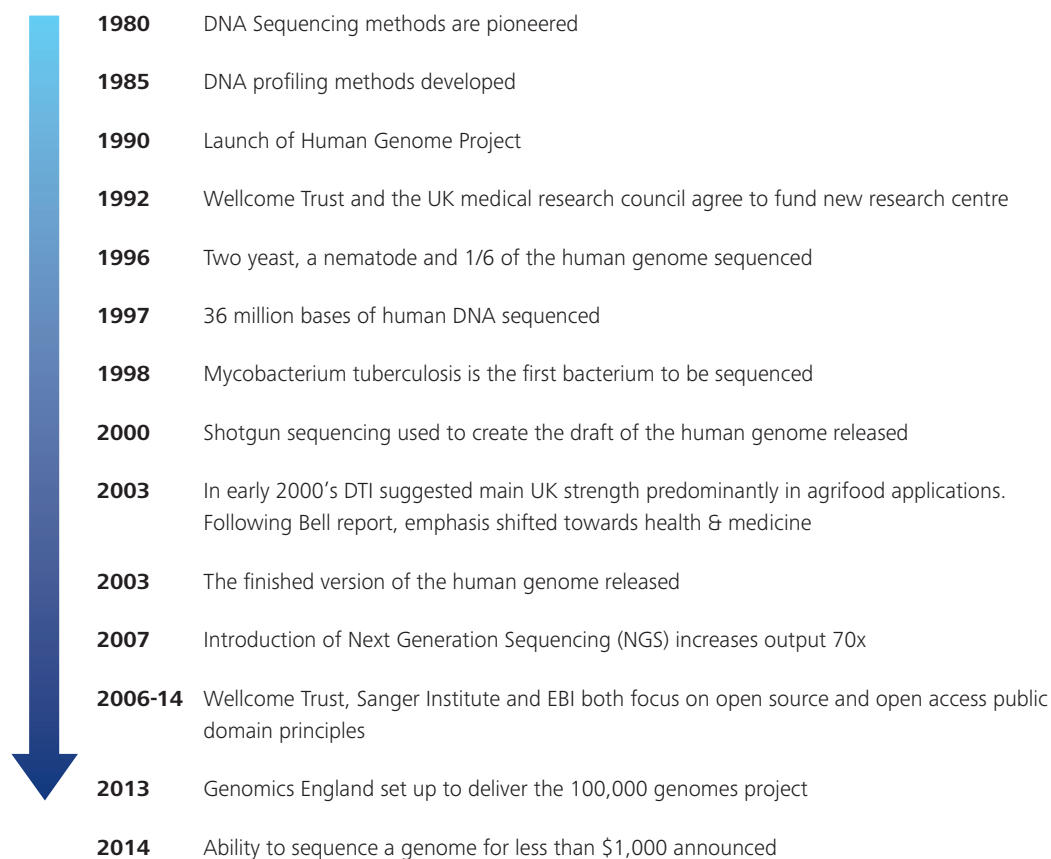 1980 DNA Sequencing methods are pioneered
1985 DNA profiling methods developed
1990 Launch of Human Genome Project
1992 Wellcome Trust and the UK medical research council agree to fund new research centre
1996 Two yeast, a nematode and 1/6 of the human genome sequenced
1997 36 million bases of human DNA sequenced
1998 Mycobacterium tuberculosis is the first bacterium to be sequenced
2000 Shotgun sequencing used to create the draft of the human genome released
2003 In early 2000's DTI suggested main UK strength predominantly in agrifood applications.
Following Bell report, emphasis shifted towards health & medicine
2003 The finished version of the human genome released
2007 Introduction of Next Generation Sequencing (NGS) increases output 70x
2006-14 Wellcome Trust, Sanger Institute and EBI both focus on open source and open access public
domain principles
2013 Genomics England set up to deliver the 100,000 genomes project
2014 Ability to sequence a genome for less than $1,000 announced